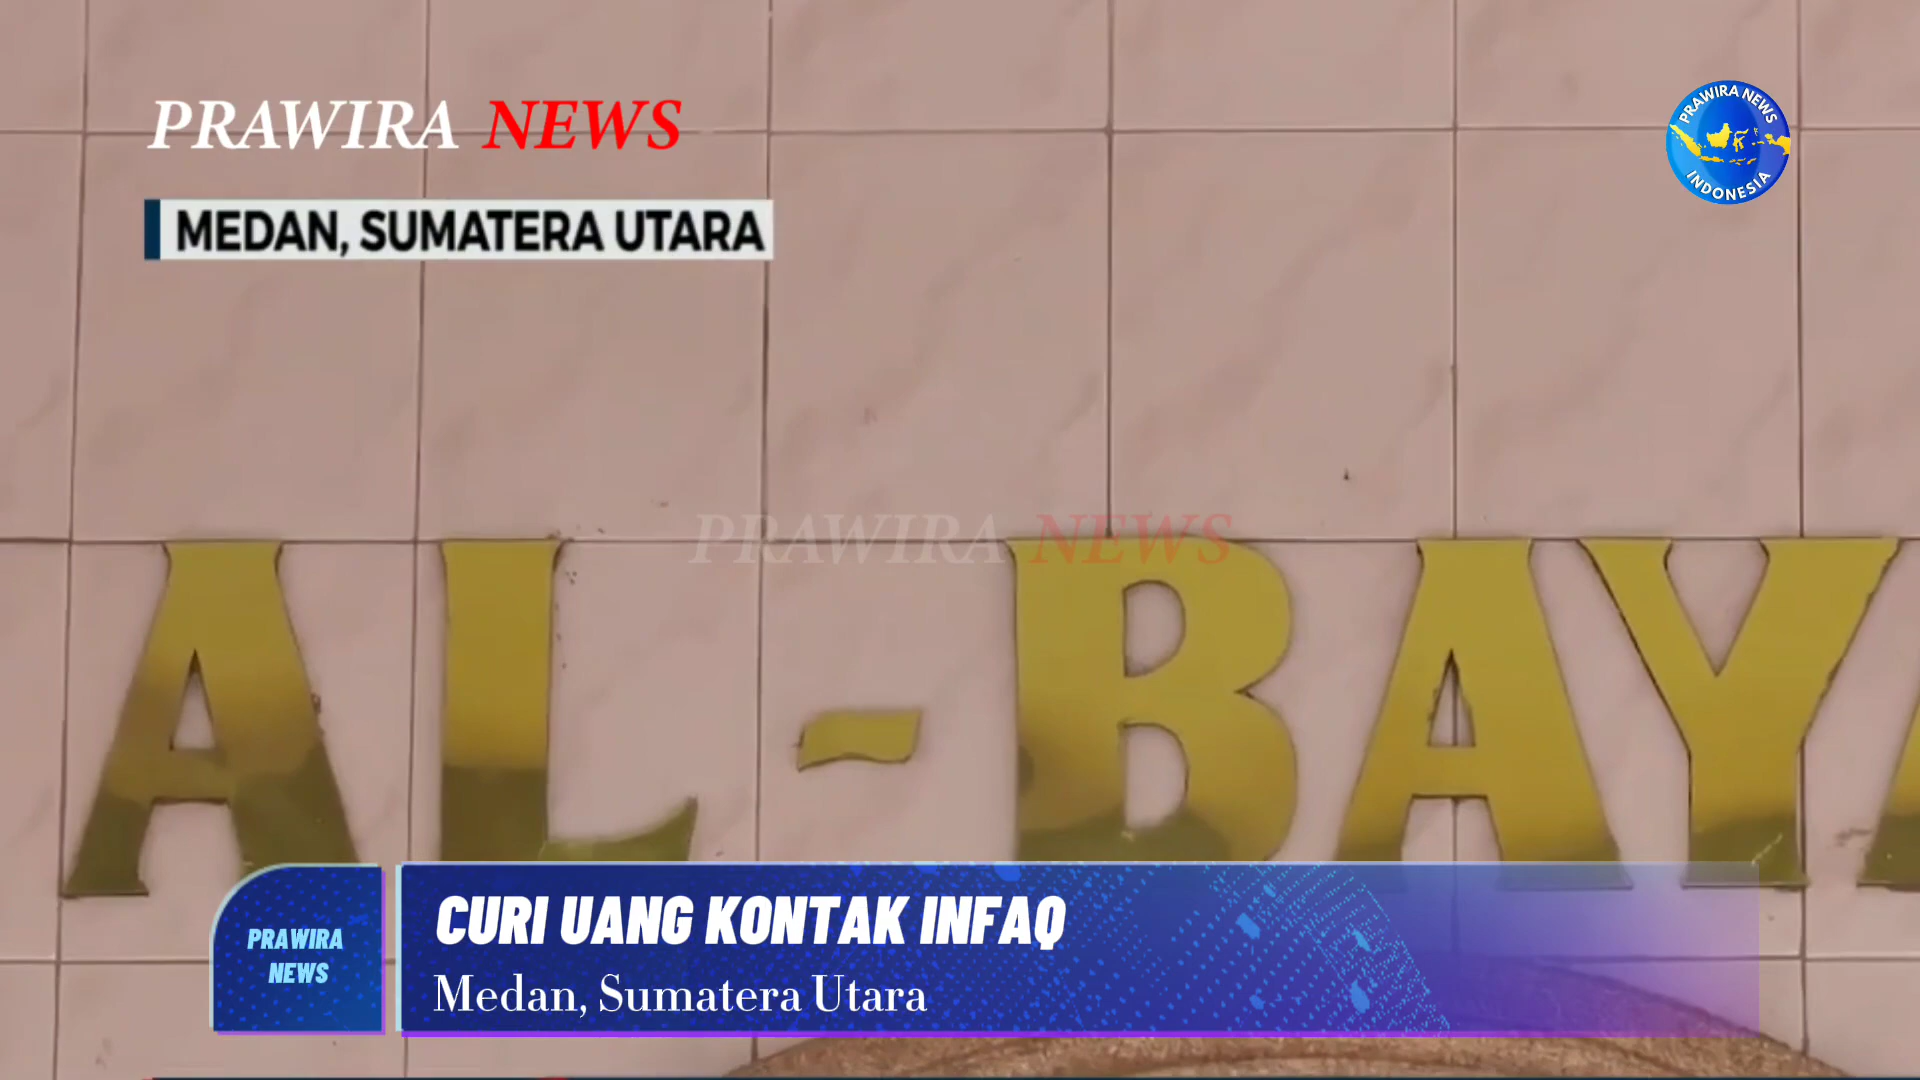 PRAWIRA NEWS
PRAWIRA NEWS
INDONESIA
MEDAN, SUMATERA UTARA
PRAWIRA NEWS
AL-BAY
PRAWIRA
NEWS
CURI UANG KONTAK INFAQ
Medan, Sumatera Utara